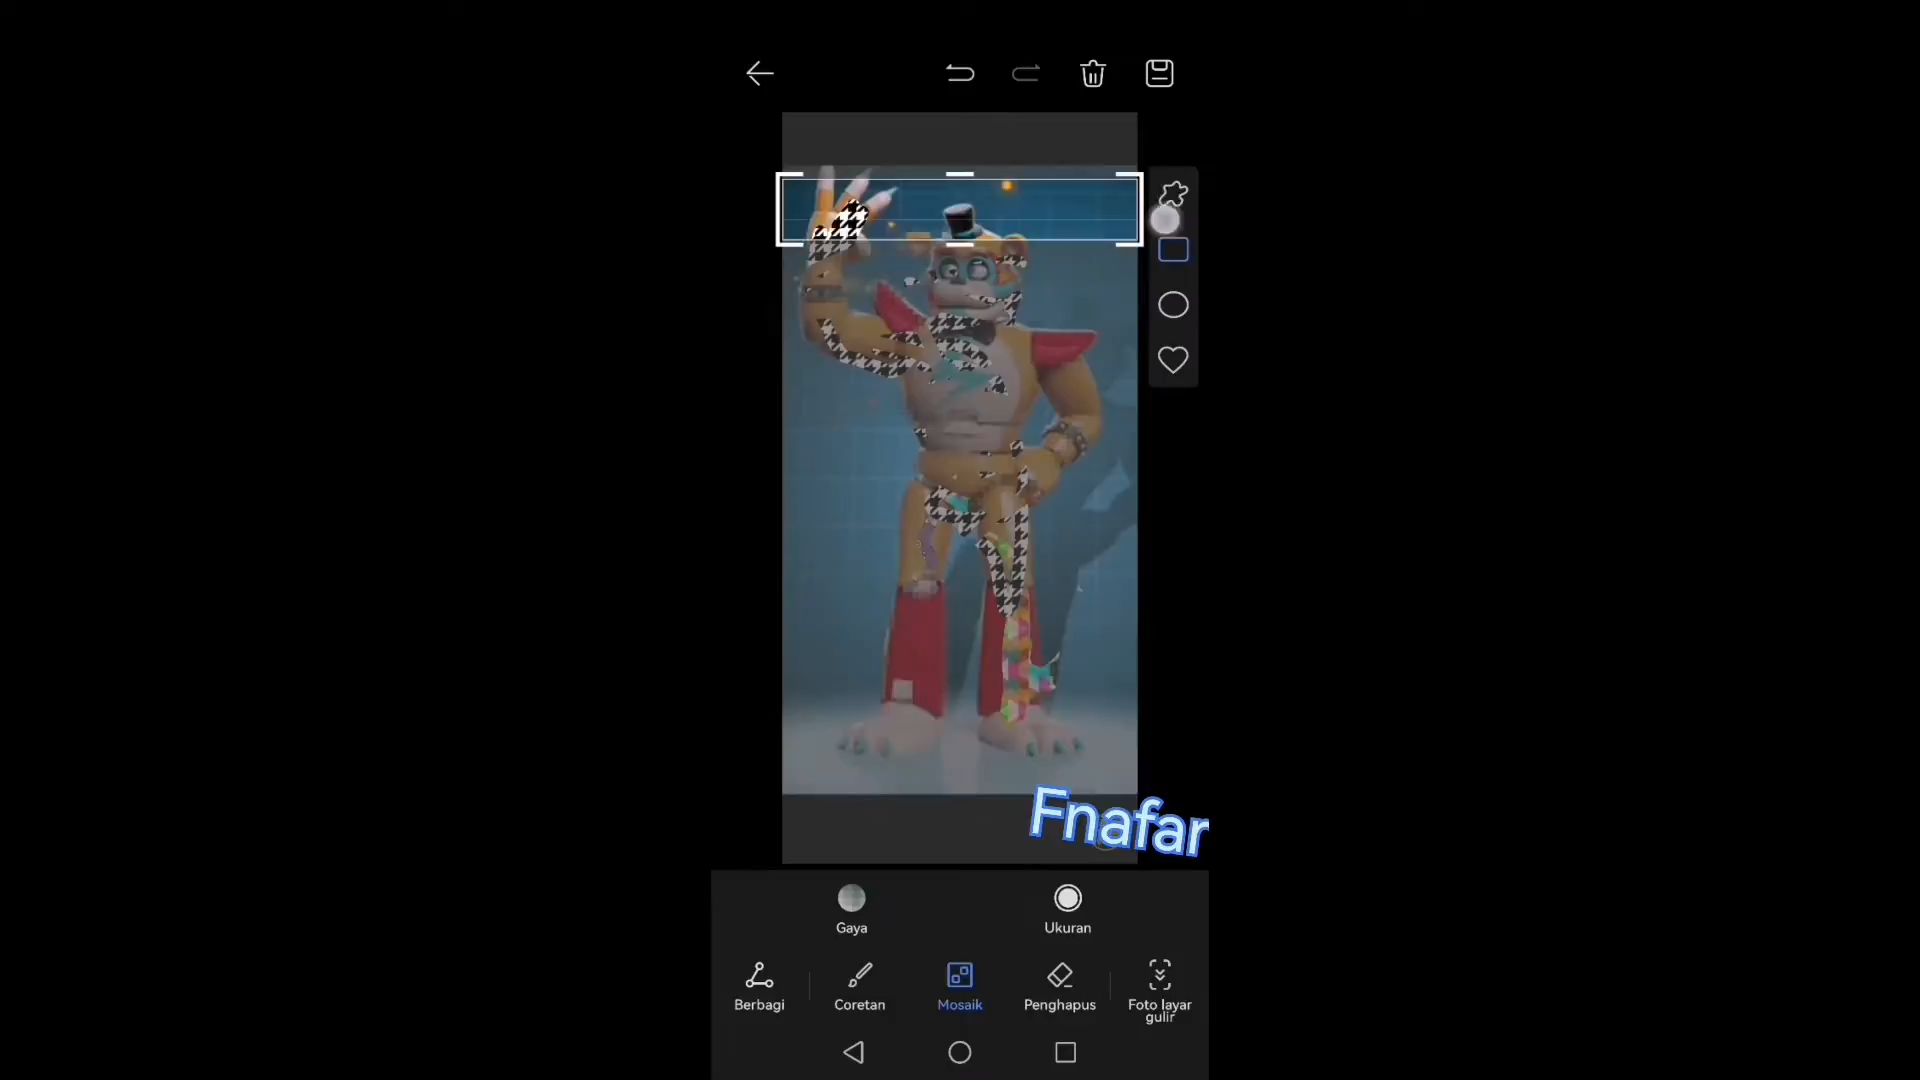 Fnafar
Gaya
Ukuran
Berbagi
Coretan
Mosaik
Penghapus
Foto layar
gulir